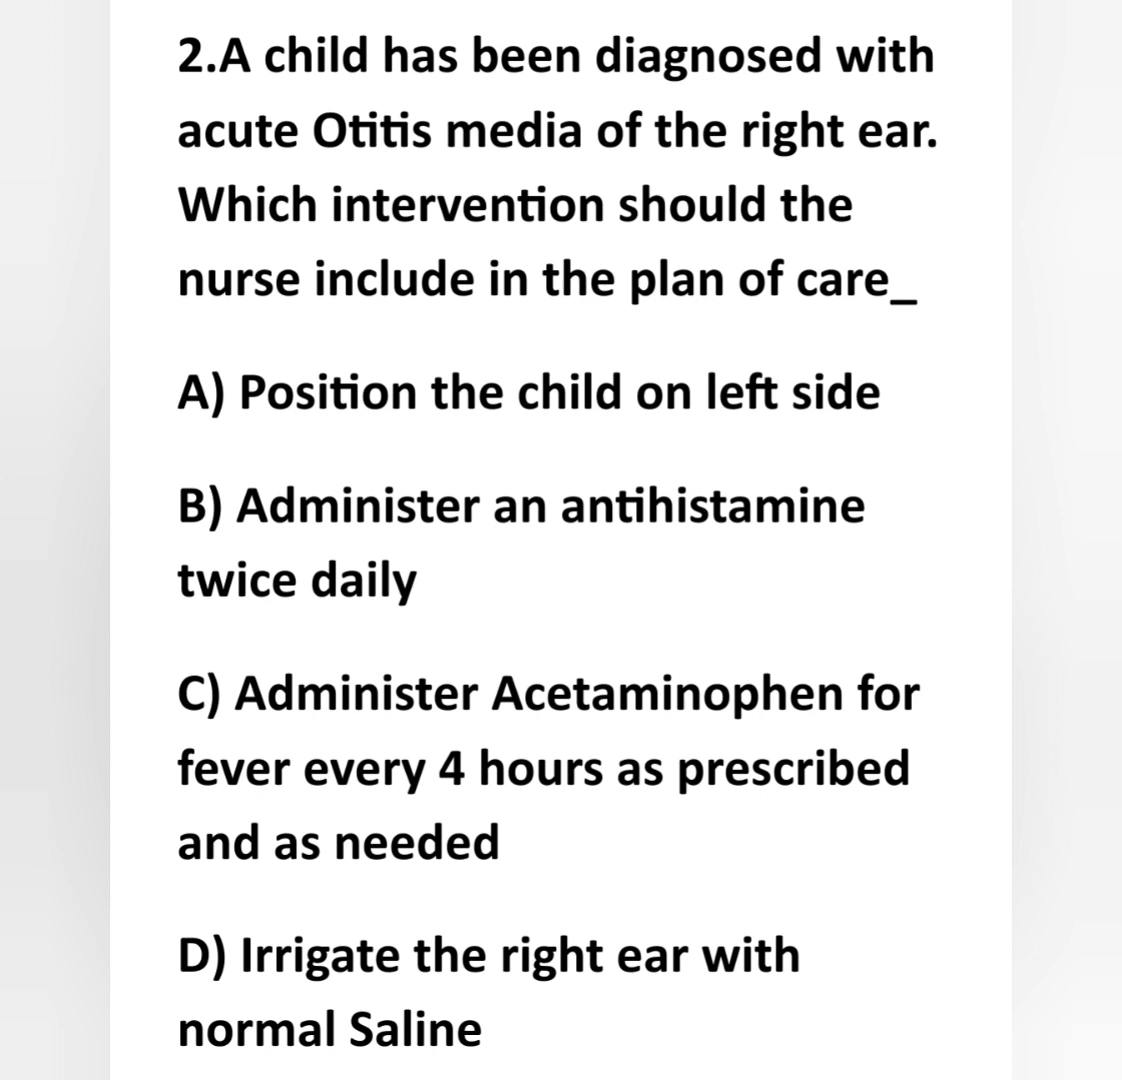 2.A child has been diagnosed with
acute Otitis media of the right ear.
Which intervention should the
nurse include in the plan of care_
A) Position the child on left side
B) Administer an antihistamine
twice daily
C) Administer Acetaminophen for
fever every 4 hours as prescribed
and as needed
D) Irrigate the right ear with
normal Saline